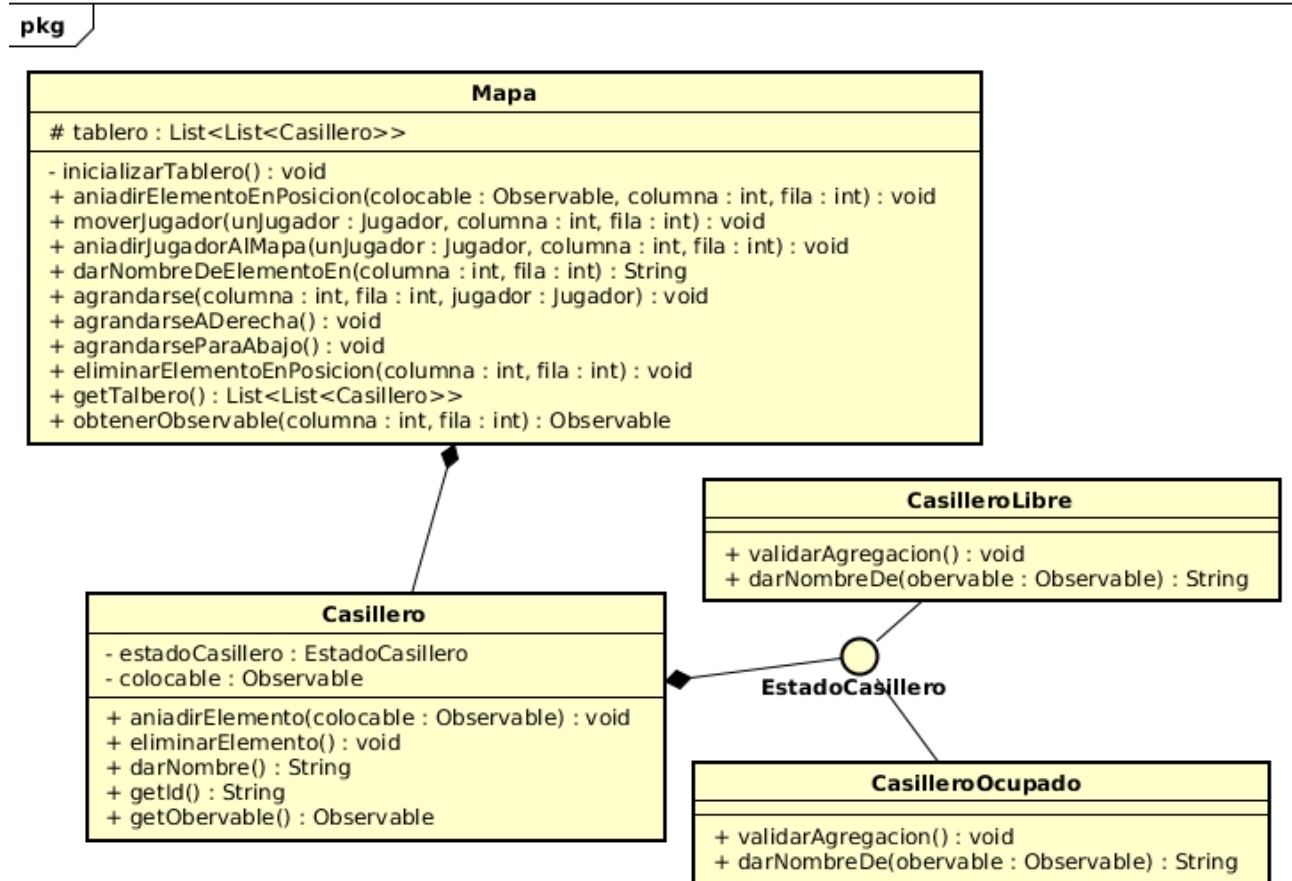 pkg
Mapa
# tablero : List<List<Casillero>>
- inicializarTablero() : void
+ aniadirElementoEnPosicion(colocable : Observable, columna : int, fila : int) : void
+ moverJugador(unJugador : Jugador, columna : int, fila : int) : void
+ aniadirJugadorAlMapa(unJugador : Jugador, columna : int, fila : int) : void
+ darNombreDeElementoEn(columna : int, fila : int) : String
+ agrandarse(columna : int, fila : int, jugador : Jugador) : void
+ agrandarseADerecha() : void
+ agrandarseParaAbajo() : void
+ eliminarElementoEnPosicion(columna : int, fila : int) : void
+ getTalbero() : List<List<Casillero>>
+ obtenerObservable(columna : int, fila : int) : Observable
CasilleroLibre
+ validarAgregacion() : void
+ darNombreDe(obervable : Observable) : String
Casillero
- estadoCasillero : EstadoCasillero
- colocable : Observable
+ aniadirElemento(colocable : Observable) : void
+ eliminarElemento() : void
+ darNombre() : String
+ getId() : String
+ getObervable() : Observable
EstadoCasillero
CasilleroOcupado
+ validarAgregacion() : void
+ darNombreDe(obervable : Observable) : String